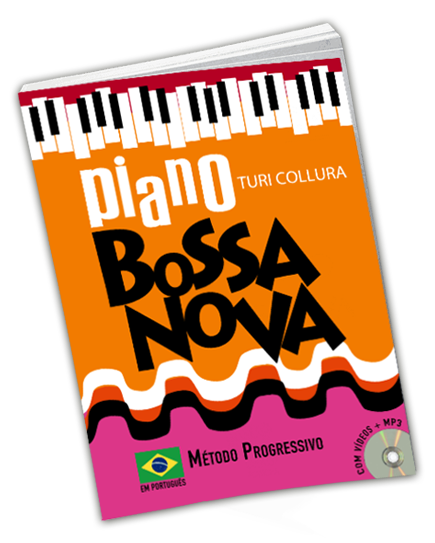 piano
TURI COLLURA
BOSSA
NOVA
EM PORTUGUÊS
MÉTODO PROGRESSIVO
COM VÍDEOS + MP3